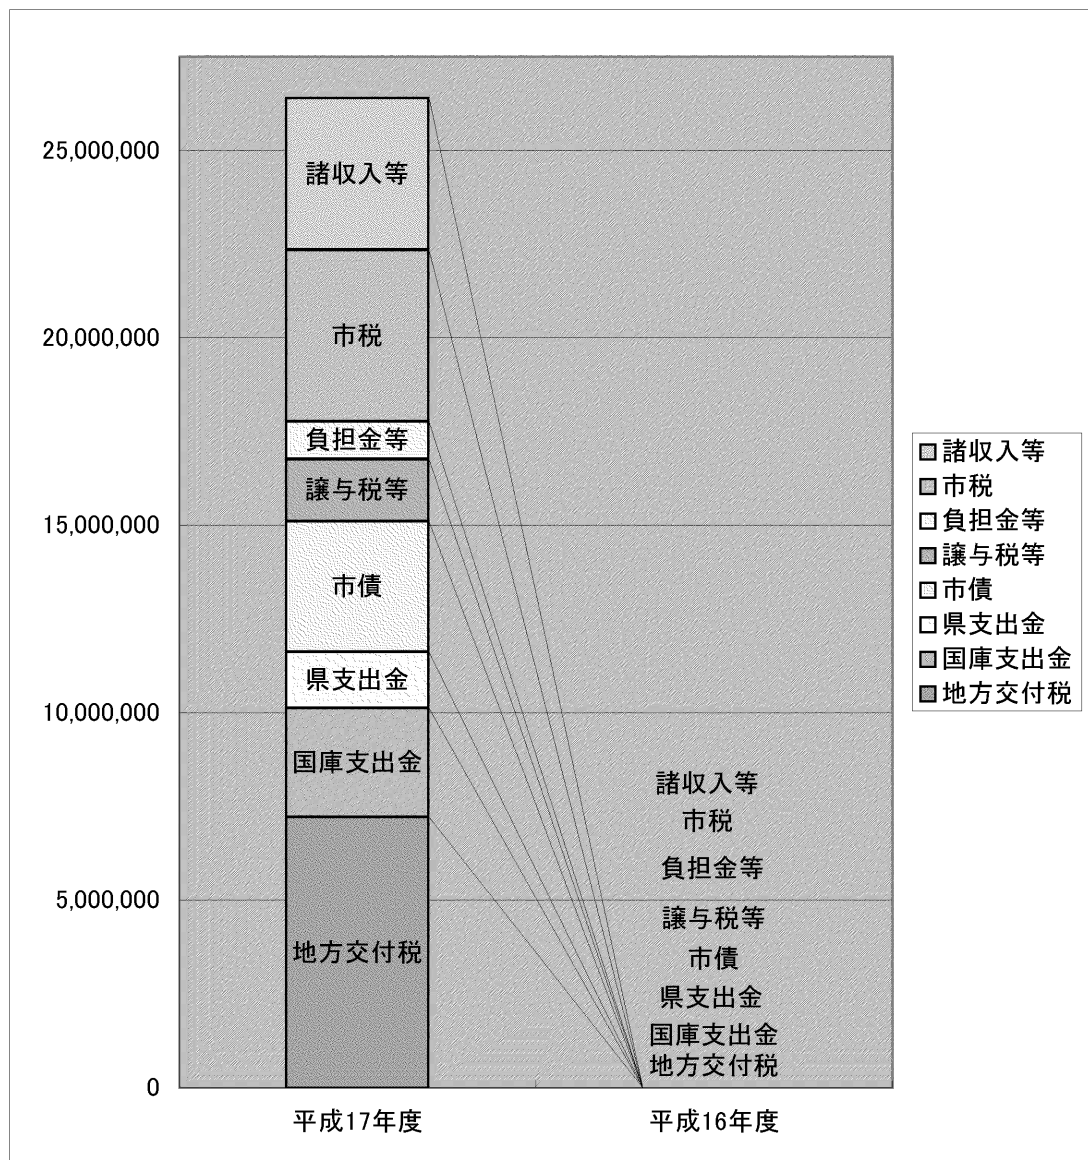 25,000,000
20,000,000
15,000,000
10,000,000
5,000,000
0
諸収入等
市税
負担金等
譲与税等
市債
県支出金
国庫支出金
地方交付税
諸収入等
市税
負担金等
譲与税等
市債
県支出金
国庫支出金
地方交付税
平成17年度
平成16年度
諸収入等
市税
負担金等
譲与税等
市債
県支出金
国庫支出金
地方交付税